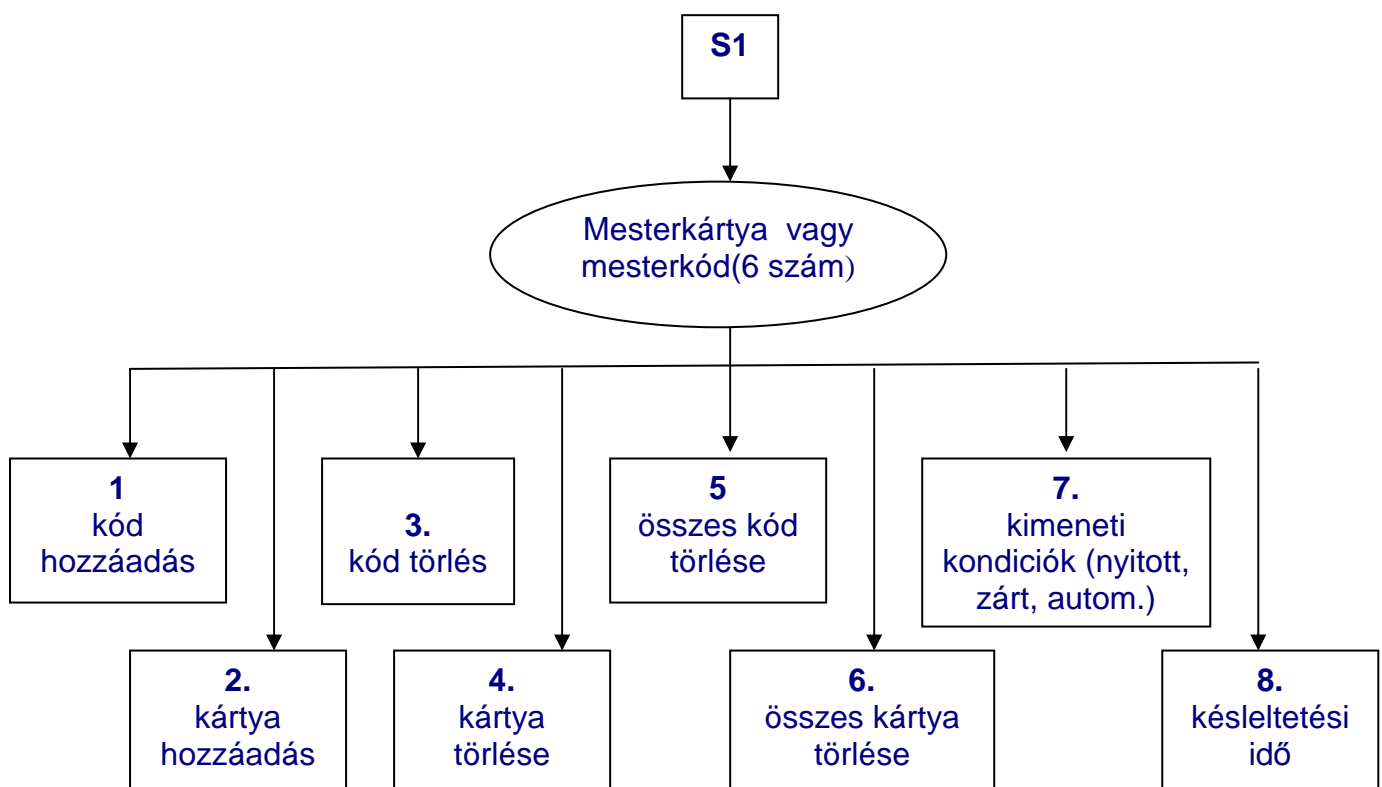 S1
Mesterkártya vagy
mesterkód(6 szám)
1
kód
hozzáadás
3.
kód törlés
5
összes kód
törlése
7.
kimeneti
kondiciók (nyitott,
zárt, autom.)
2.
kártya
hozzáadás
4.
kártya
törlése
6.
összes kártya
törlése
8.
késleltetési
idő